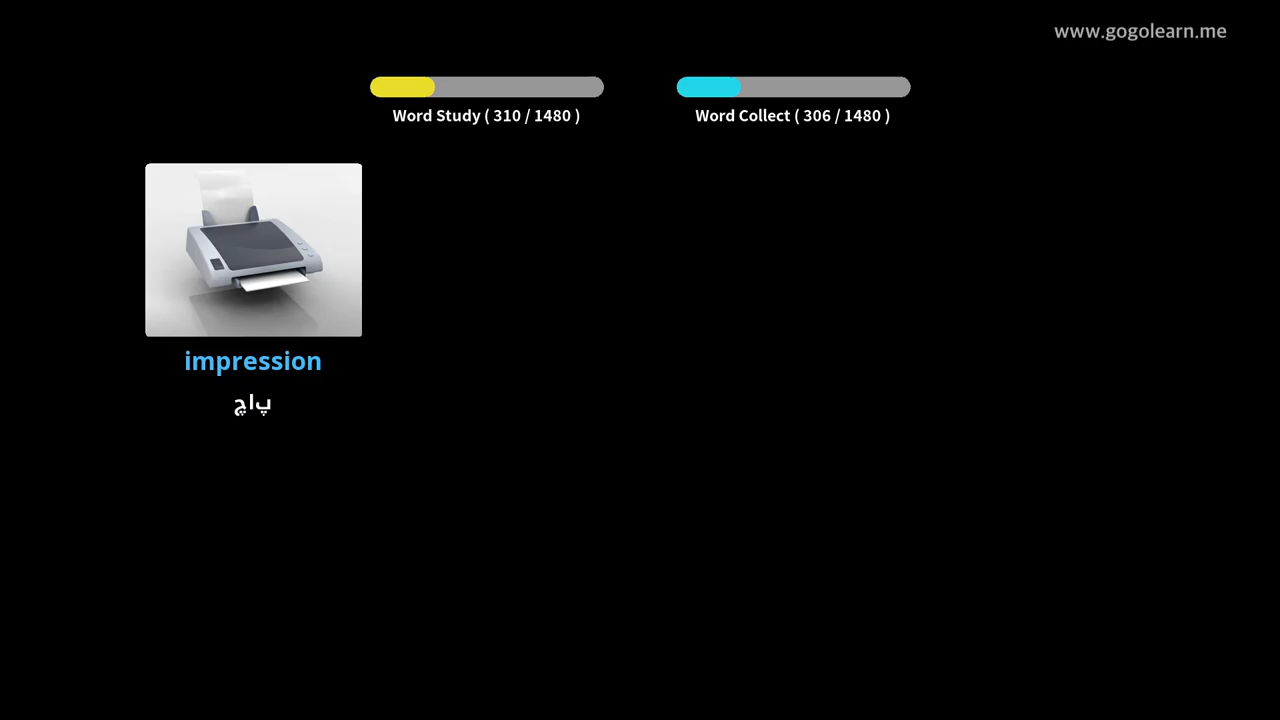 www.gogolearn.me
Word Study ( 310 / 1480 )
Word Collect ( 306 / 1480 )
impression
پاچ